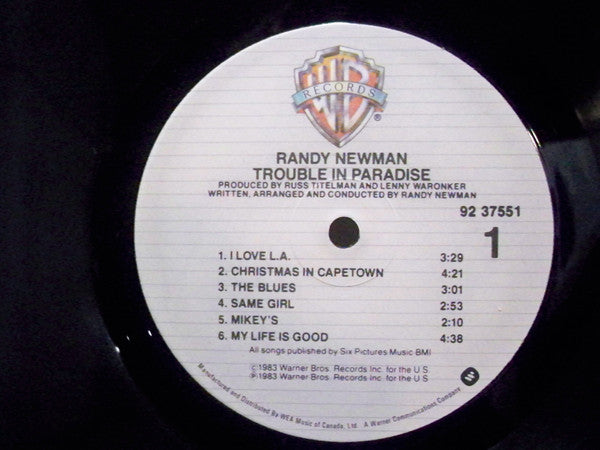 WB
RECORDS
®
RANDY NEWMAN
TROUBLE IN PARADISE
PRODUCED BY RUSS TITELMAN AND LENNY WARONKER
WRITTEN, ARRANGED AND CONDUCTED BY RANDY NEWMAN
92 37551
1
1. I LOVE L.A. 3:29
2. CHRISTMAS IN CAPETOWN 4:21
3. THE BLUES 3:01
4. SAME GIRL 2:53
5. MIKEY'S 2:10
6. MY LIFE IS GOOD 4:38
All songs published by Six Pictures Music BMI
©1983 Warner Bros. Records Inc. for the U.S.
℗1983 Warner Bros. Records Inc. for the U.S.
Manufactured and Distributed By WEA Music of Canada, Ltd. A Warner Communications Company